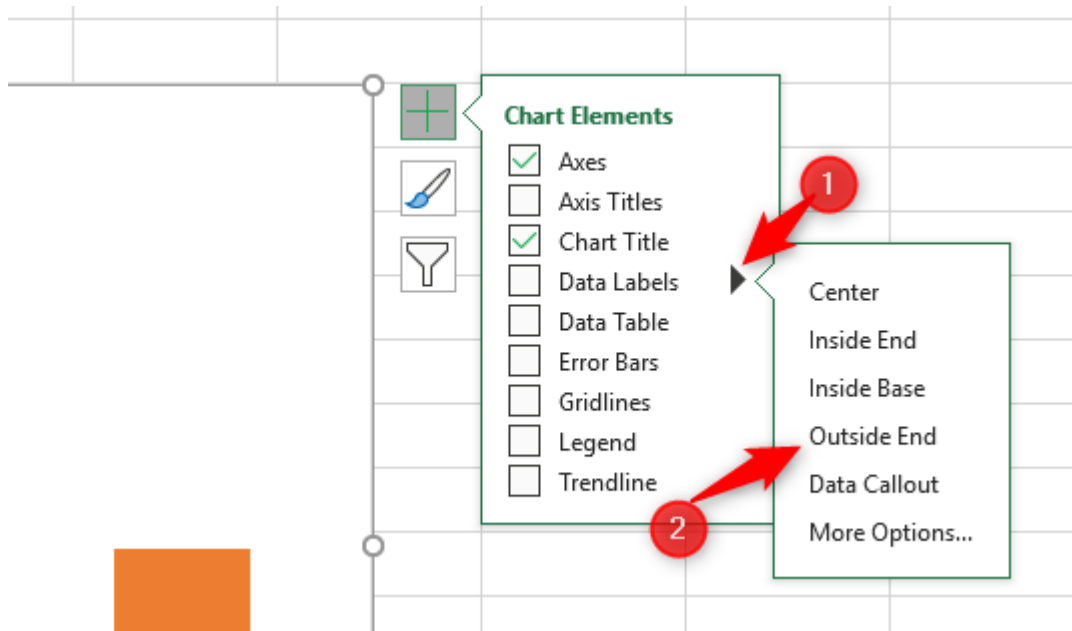 Chart Elements
Axes
Axis Titles
Chart Title
Data Labels
Data Table
Error Bars
Gridlines
Legend
Trendline
1
Center
Inside End
Inside Base
Outside End
Data Callout
More Options...
2